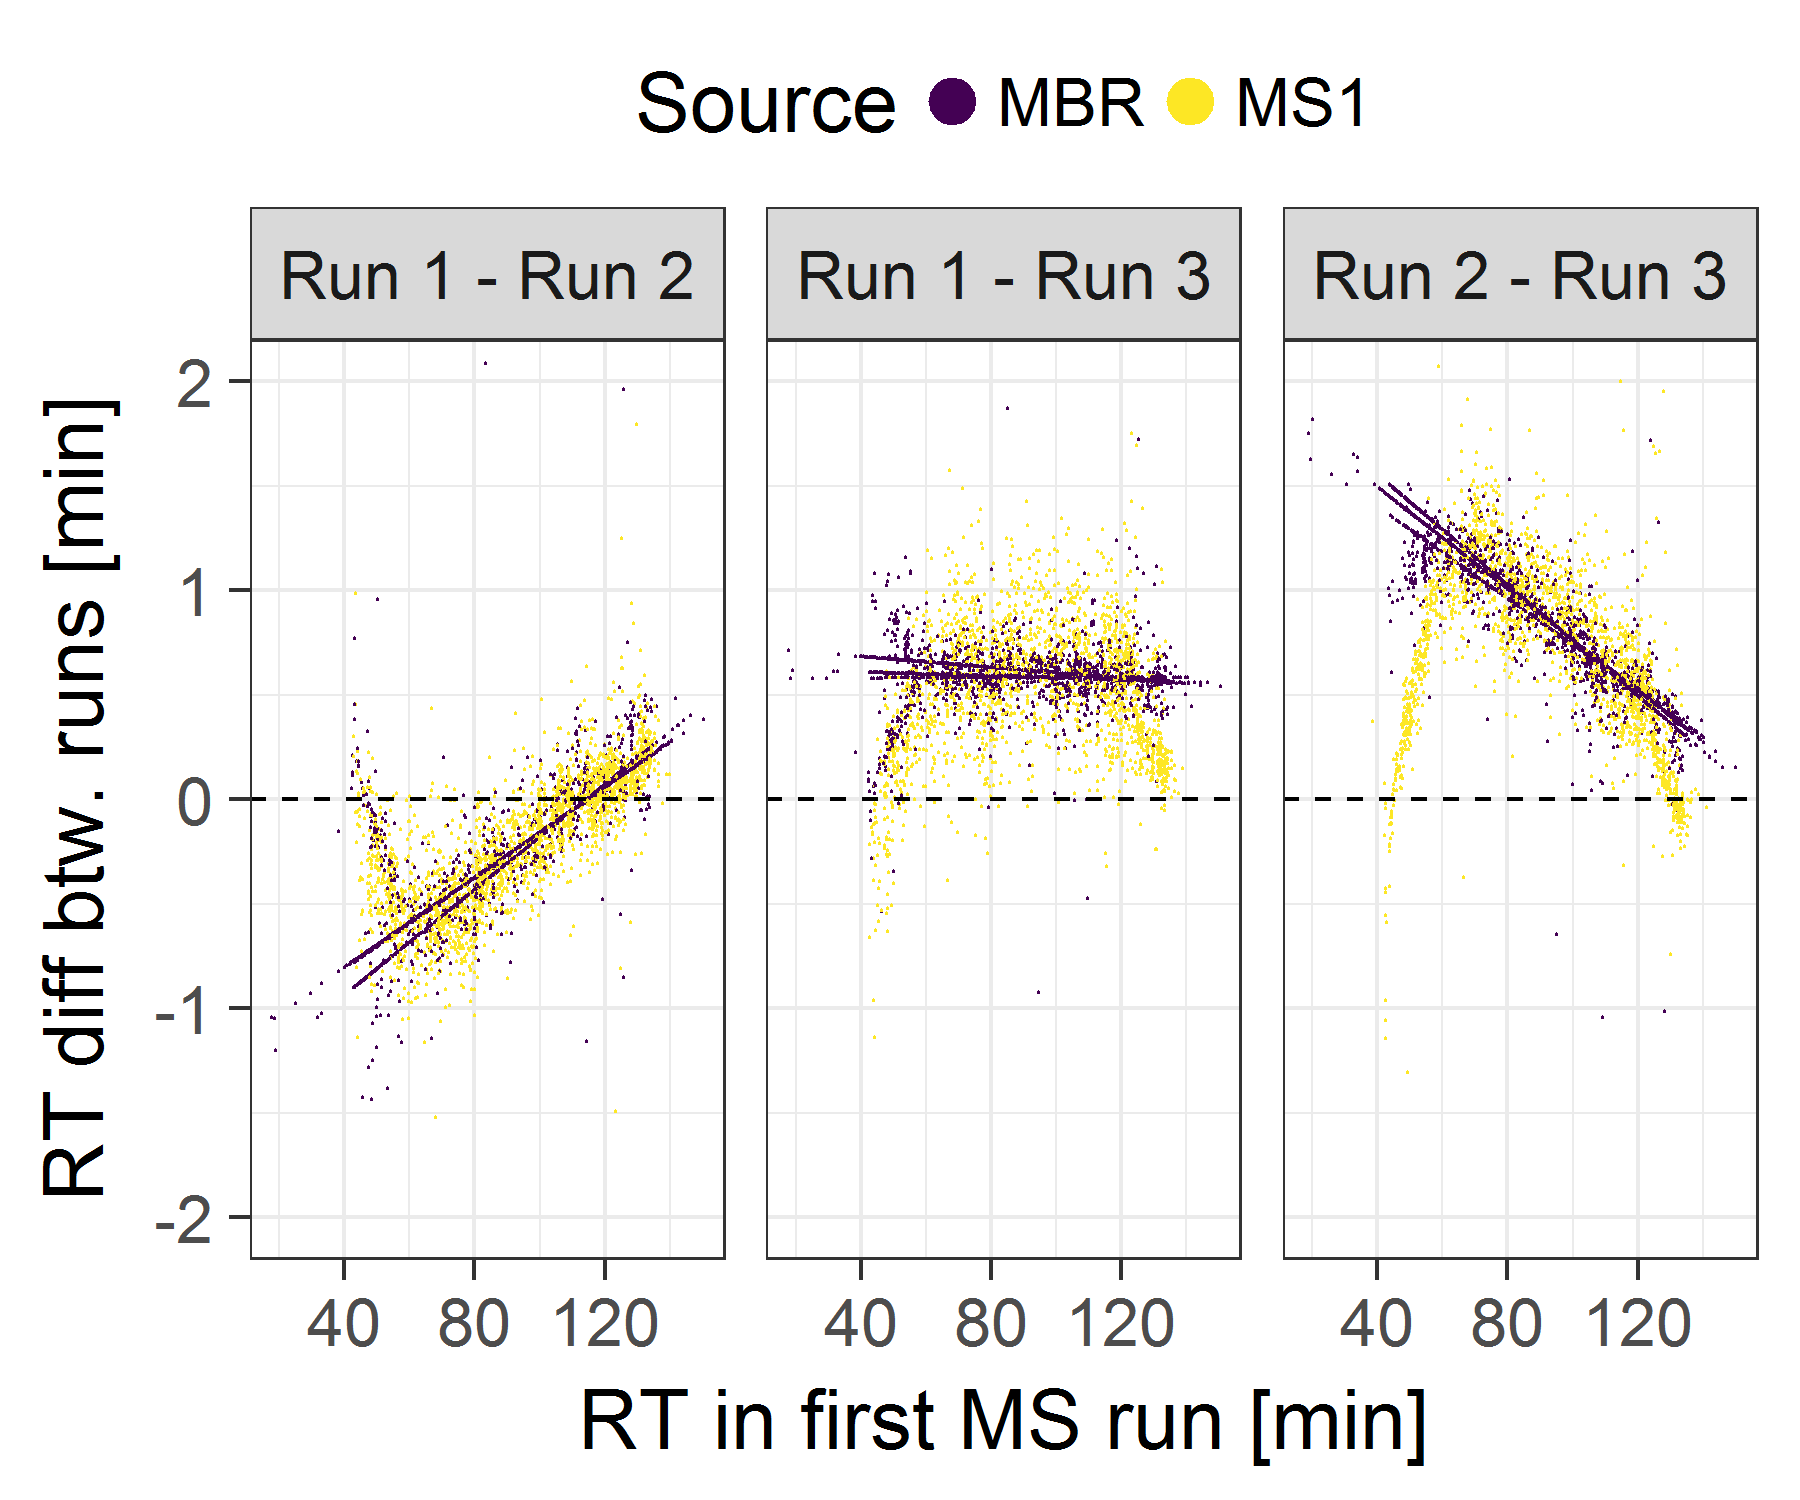 Source MBR MS1
Run 1 - Run 2 Run 1 - Run 3 Run 2 - Run 3
RT diff btw. runs [min]
2
1
0
-1
-2
40 80 120 40 80 120 40 80 120
RT in first MS run [min]